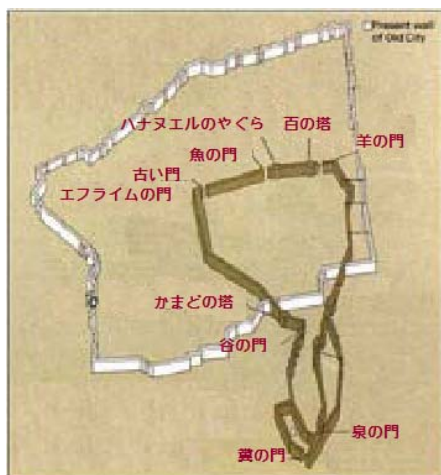 Present wall
of Old City
ハナヌエルのやぐら
百の塔
羊の門
魚の門
古い門
エフライムの門
かまどの塔
谷の門
泉の門
糞の門